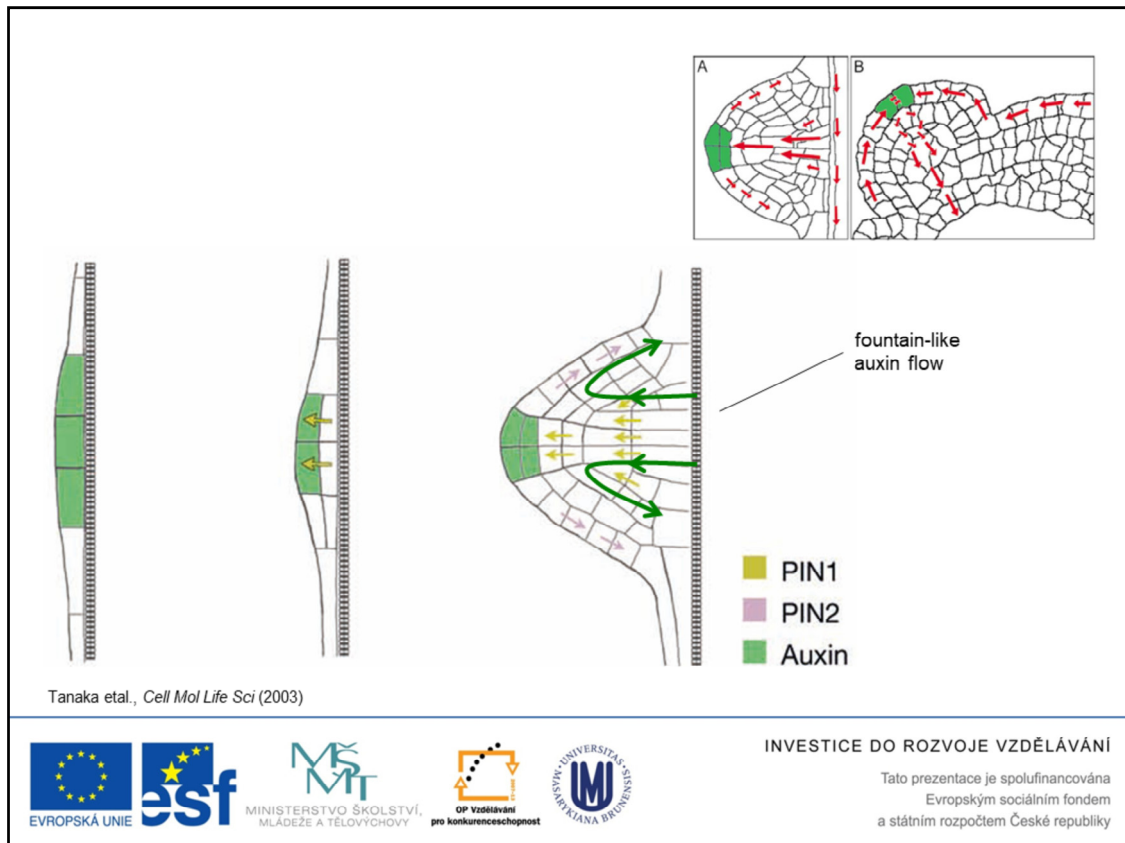 A
B
fountain-like
auxin flow
PIN1
PIN2
Auxin
Tanaka etal., Cell Mol Life Sci (2003)
EVROPSKÁ UNIE
esf
MŠMT
MINISTERSTVO ŠKOLSTVÍ,
MLÁDEŽE A TĚLOVÝCHOVY
OP Vzdělávání
pro konkurenceschopnost
UNIVERSITAS MASARYKIANA BRUNENSIS
INVESTICE DO ROZVOJE VZDĚLÁVÁNÍ
Tato prezentace je spolufinancována
Evropským sociálním fondem
a státním rozpočtem České republiky